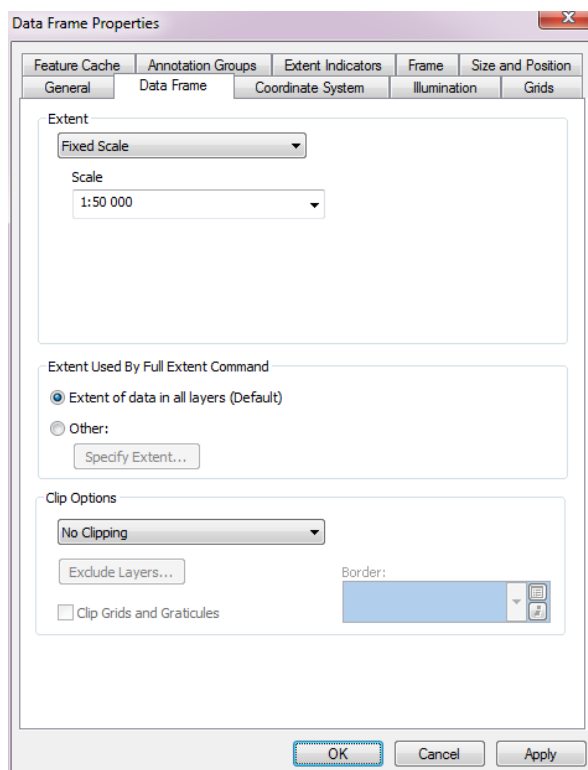 Data Frame Properties
Feature Cache Annotation Groups Extent Indicators Frame Size and Position
General Data Frame Coordinate System Illumination Grids
Extent
Fixed Scale
Scale
1:50 000
Extent Used By Full Extent Command
Extent of data in all layers (Default)
Other:
Specify Extent...
Clip Options
No Clipping
Exclude Layers...
Border:
Clip Grids and Graticules
OK Cancel Apply